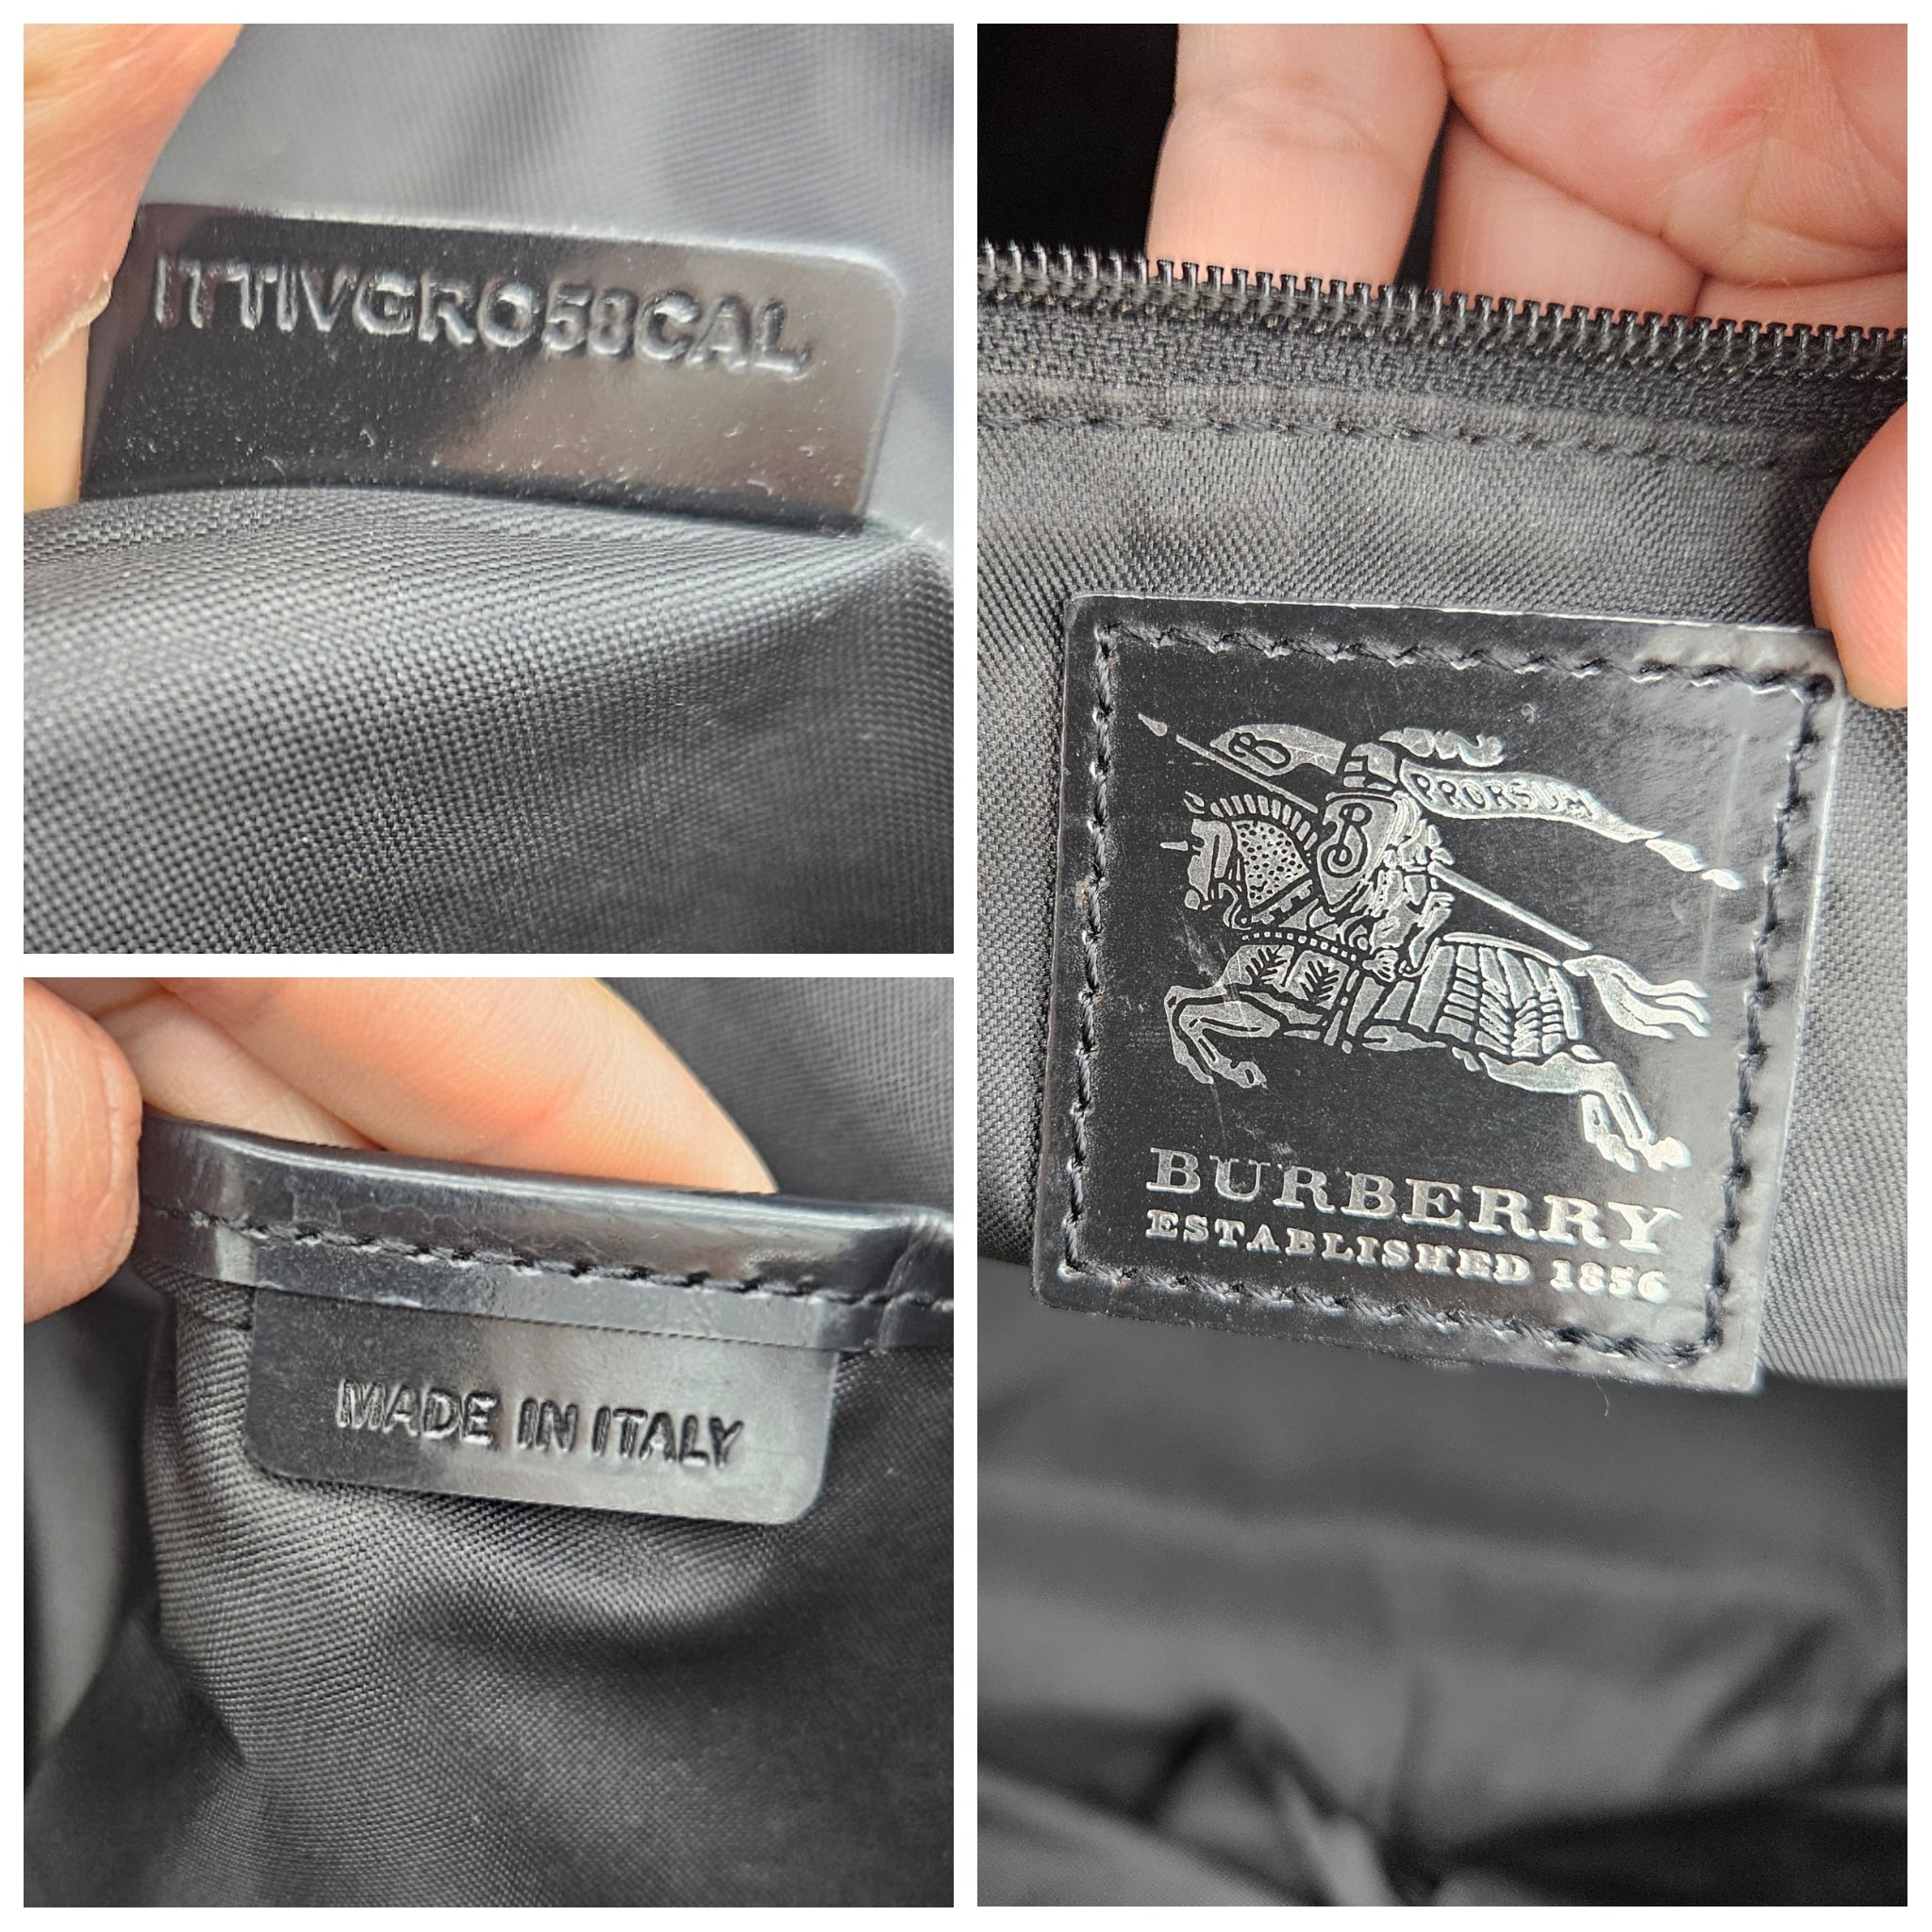 ITTIVGRO58CAL
MADE IN ITALY
B
PRORSUM
B
BURBERRY
ESTABLISHED 1856